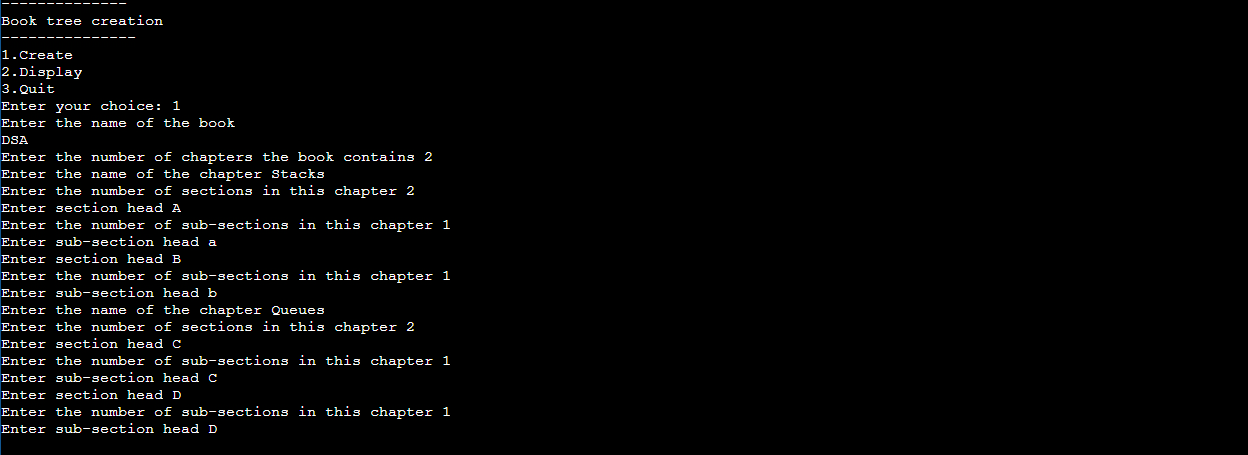 --------------
Book tree creation
---------------
1.Create
2.Display
3.Quit
Enter your choice: 1
Enter the name of the book
DSA
Enter the number of chapters the book contains 2
Enter the name of the chapter Stacks
Enter the number of sections in this chapter 2
Enter section head A
Enter the number of sub-sections in this chapter 1
Enter sub-section head a
Enter section head B
Enter the number of sub-sections in this chapter 1
Enter sub-section head b
Enter the name of the chapter Queues
Enter the number of sections in this chapter 2
Enter section head C
Enter the number of sub-sections in this chapter 1
Enter sub-section head C
Enter section head D
Enter the number of sub-sections in this chapter 1
Enter sub-section head D